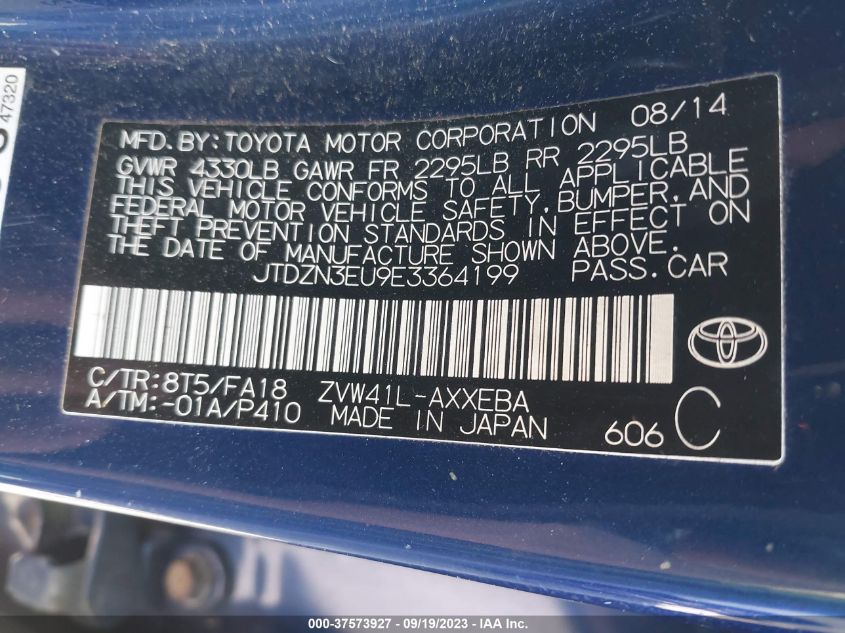 47320
MFD. BY: TOYOTA MOTOR CORPORATION 08/14
GVWR 4330LB GAWR FR 2295LB RR 2295LB
THIS VEHICLE CONFORMS TO ALL APPLICABLE
FEDERAL MOTOR VEHICLE SAFETY, BUMPER, AND
THEFT PREVENTION STANDARDS IN EFFECT ON
THE DATE OF MANUFACTURE SHOWN ABOVE.
JTDZN3EU9E3364199 PASS. CAR
C/TR: 8T5/FA18 ZVW41L-AXXEBA
A/TM: -01A/P410 MADE IN JAPAN 606 C
000-37573927 - 09/19/2023 - IAA Inc.